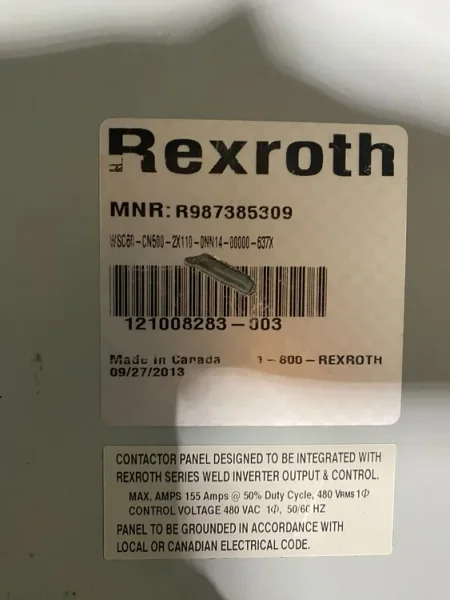 Rexroth
MNR: R987385309
WSC60-CN500-2X110-0NN14-00000-637X
121008283-003
Made in Canada 1-800-REXROTH
09/27/2013
CONTACTOR PANEL DESIGNED TO BE INTEGRATED WITH
REXROTH SERIES WELD INVERTER OUTPUT & CONTROL.
MAX. AMPS 155 Amps @ 50% Duty Cycle, 480 VRMS 1Φ
CONTROL VOLTAGE 480 VAC 1Φ, 50/60 HZ
PANEL TO BE GROUNDED IN ACCORDANCE WITH
LOCAL OR CANADIAN ELECTRICAL CODE.